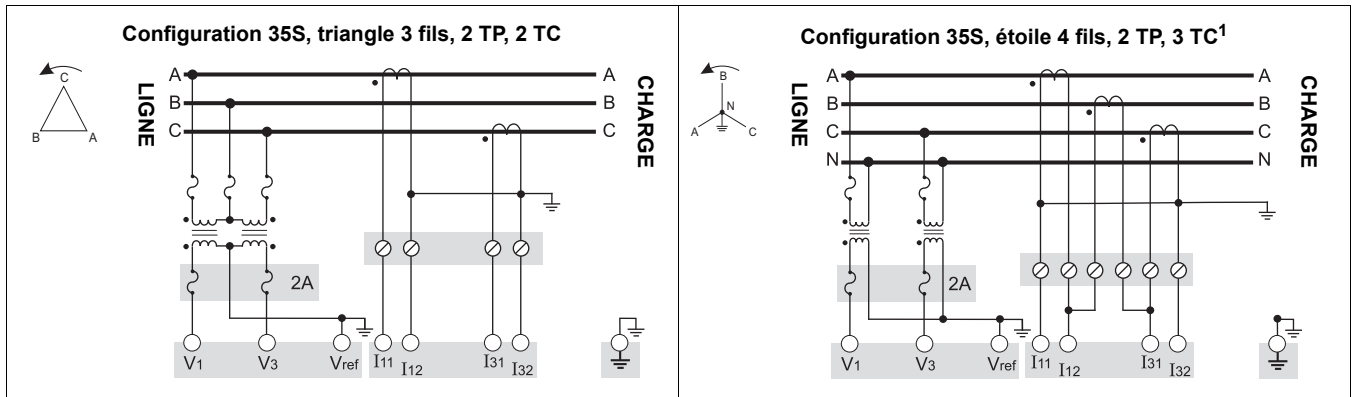 Configuration 35S, triangle 3 fils, 2 TP, 2 TC
C
B
A
LIGNE
A
B
C
A
B
C
CHARGE
2A
V1
V3
Vref
I11
I12
I31
I32
Configuration 35S, étoile 4 fils, 2 TP, 3 TC1
B
N
A
C
LIGNE
A
B
C
N
A
B
C
N
CHARGE
2A
V1
V3
Vref
I11
I12
I31
I32